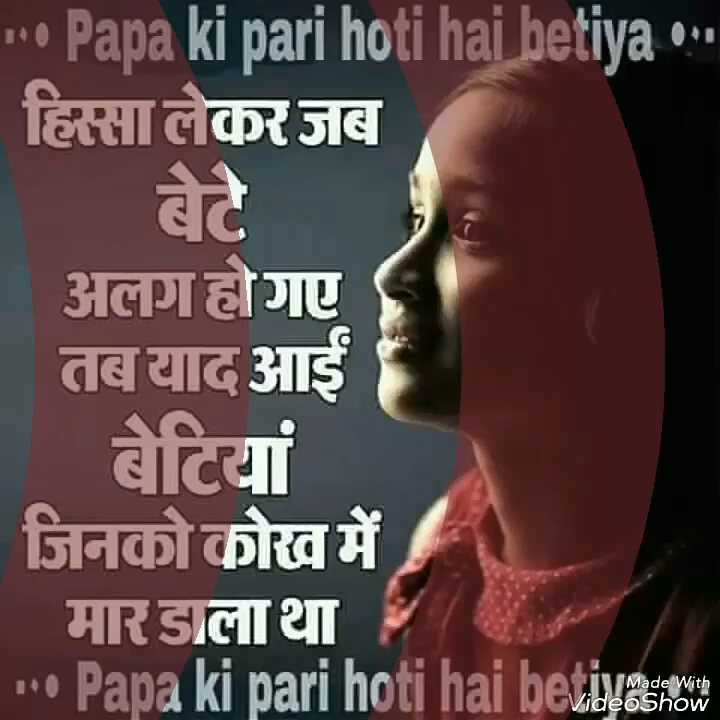 Papa ki pari hoti hai betiya
हिस्सा लेकर जब
बेटे
अलग हो गए
तब याद आईं
बेटियां
जिनको कोख में
मार डाला था
Papa ki pari hoti hai betiya
Made With
VideoShow